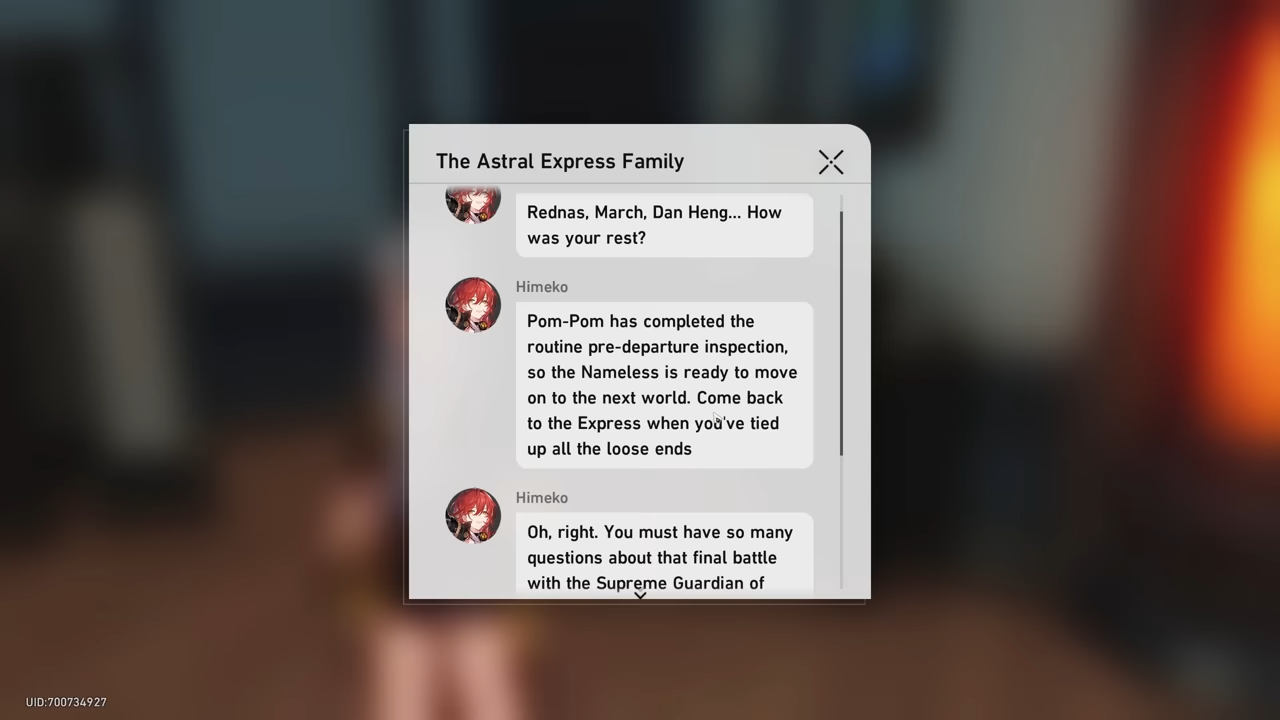 The Astral Express Family
Rednas, March, Dan Heng... How
was your rest?
Himeko
Pom-Pom has completed the
routine pre-departure inspection,
so the Nameless is ready to move
on to the next world. Come back
to the Express when you've tied
up all the loose ends
Himeko
Oh, right. You must have so many
questions about that final battle
with the Supreme Guardian of
UID:700734927